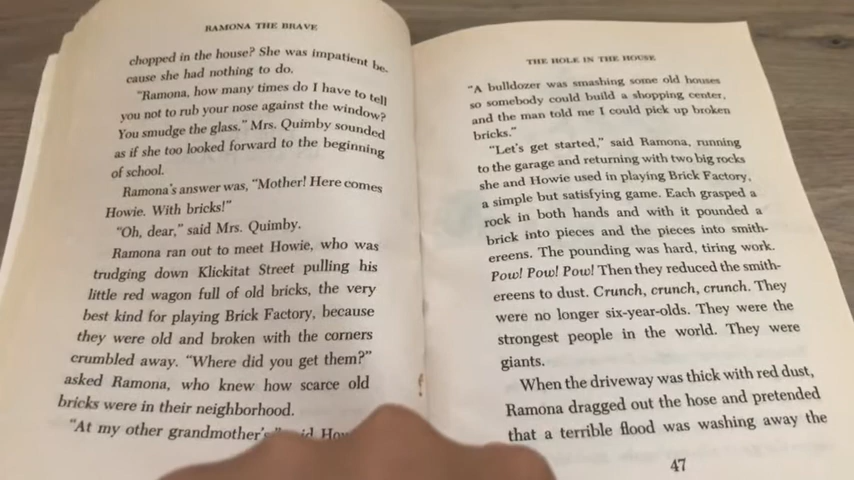 RAMONA THE BRAVE
chopped in the house? She was impatient be-
cause she had nothing to do.
"Ramona, how many times do I have to tell
you not to rub your nose against the window?
You smudge the glass." Mrs. Quimby sounded
as if she too looked forward to the beginning
of school.
Ramona's answer was, "Mother! Here comes
Howie. With bricks!"
"Oh, dear," said Mrs. Quimby.
Ramona ran out to meet Howie, who was
trudging down Klickitat Street pulling his
little red wagon full of old bricks, the very
best kind for playing Brick Factory, because
they were old and broken with the corners
crumbled away. "Where did you get them?"
asked Ramona, who knew how scarce old
bricks were in their neighborhood.
"At my other grandmother's,"
THE HOLE IN THE HOUSE
"A bulldozer was smashing some old houses
so somebody could build a shopping center,
and the man told me I could pick up broken
bricks."
"Let's get started," said Ramona, running
to the garage and returning with two big rocks
she and Howie used in playing Brick Factory,
a simple but satisfying game. Each grasped a
rock in both hands and with it pounded a
brick into pieces and the pieces into smith-
ereens. The pounding was hard, tiring work.
Pow! Pow! Pow! Then they reduced the smith-
ereens to dust. Crunch, crunch, crunch. They
were no longer six-year-olds. They were the
strongest people in the world. They were
giants.
When the driveway was thick with red dust,
Ramona dragged out the hose and pretended
that a terrible flood was washing away the
47